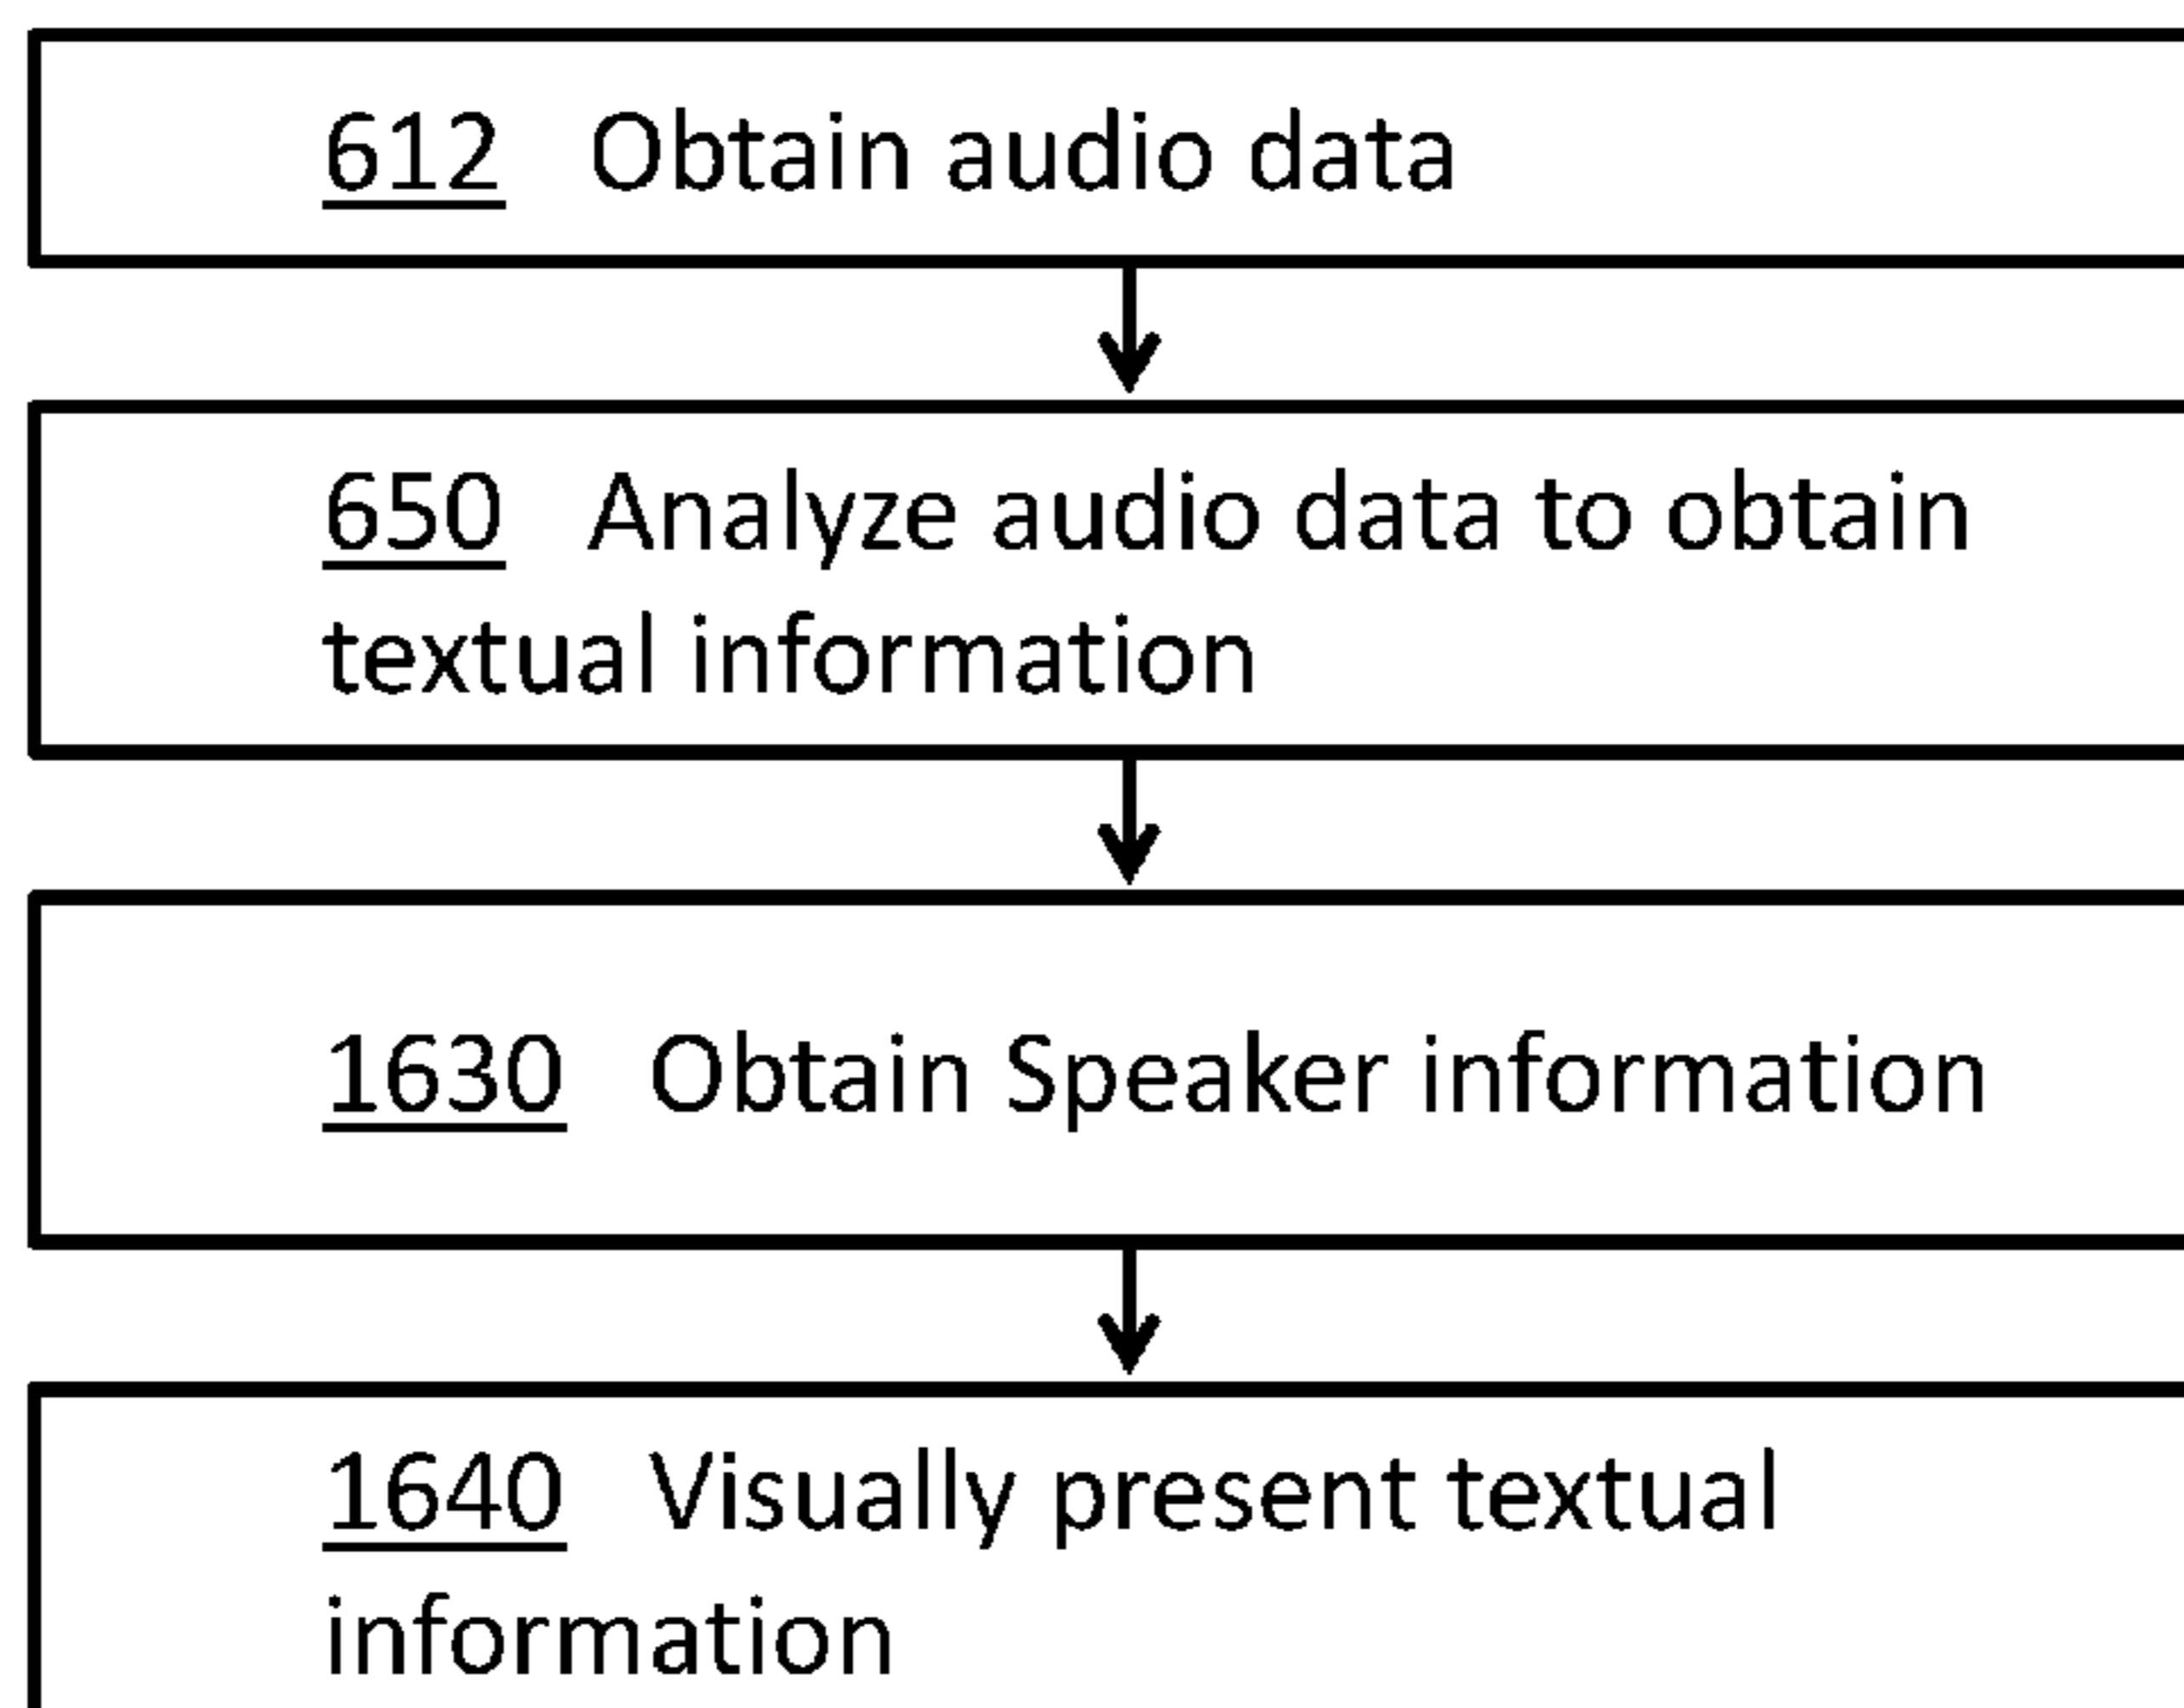 612 Obtain audio data
650 Analyze audio data to obtain
textual information
1630 Obtain Speaker information
1640 Visually present textual
information